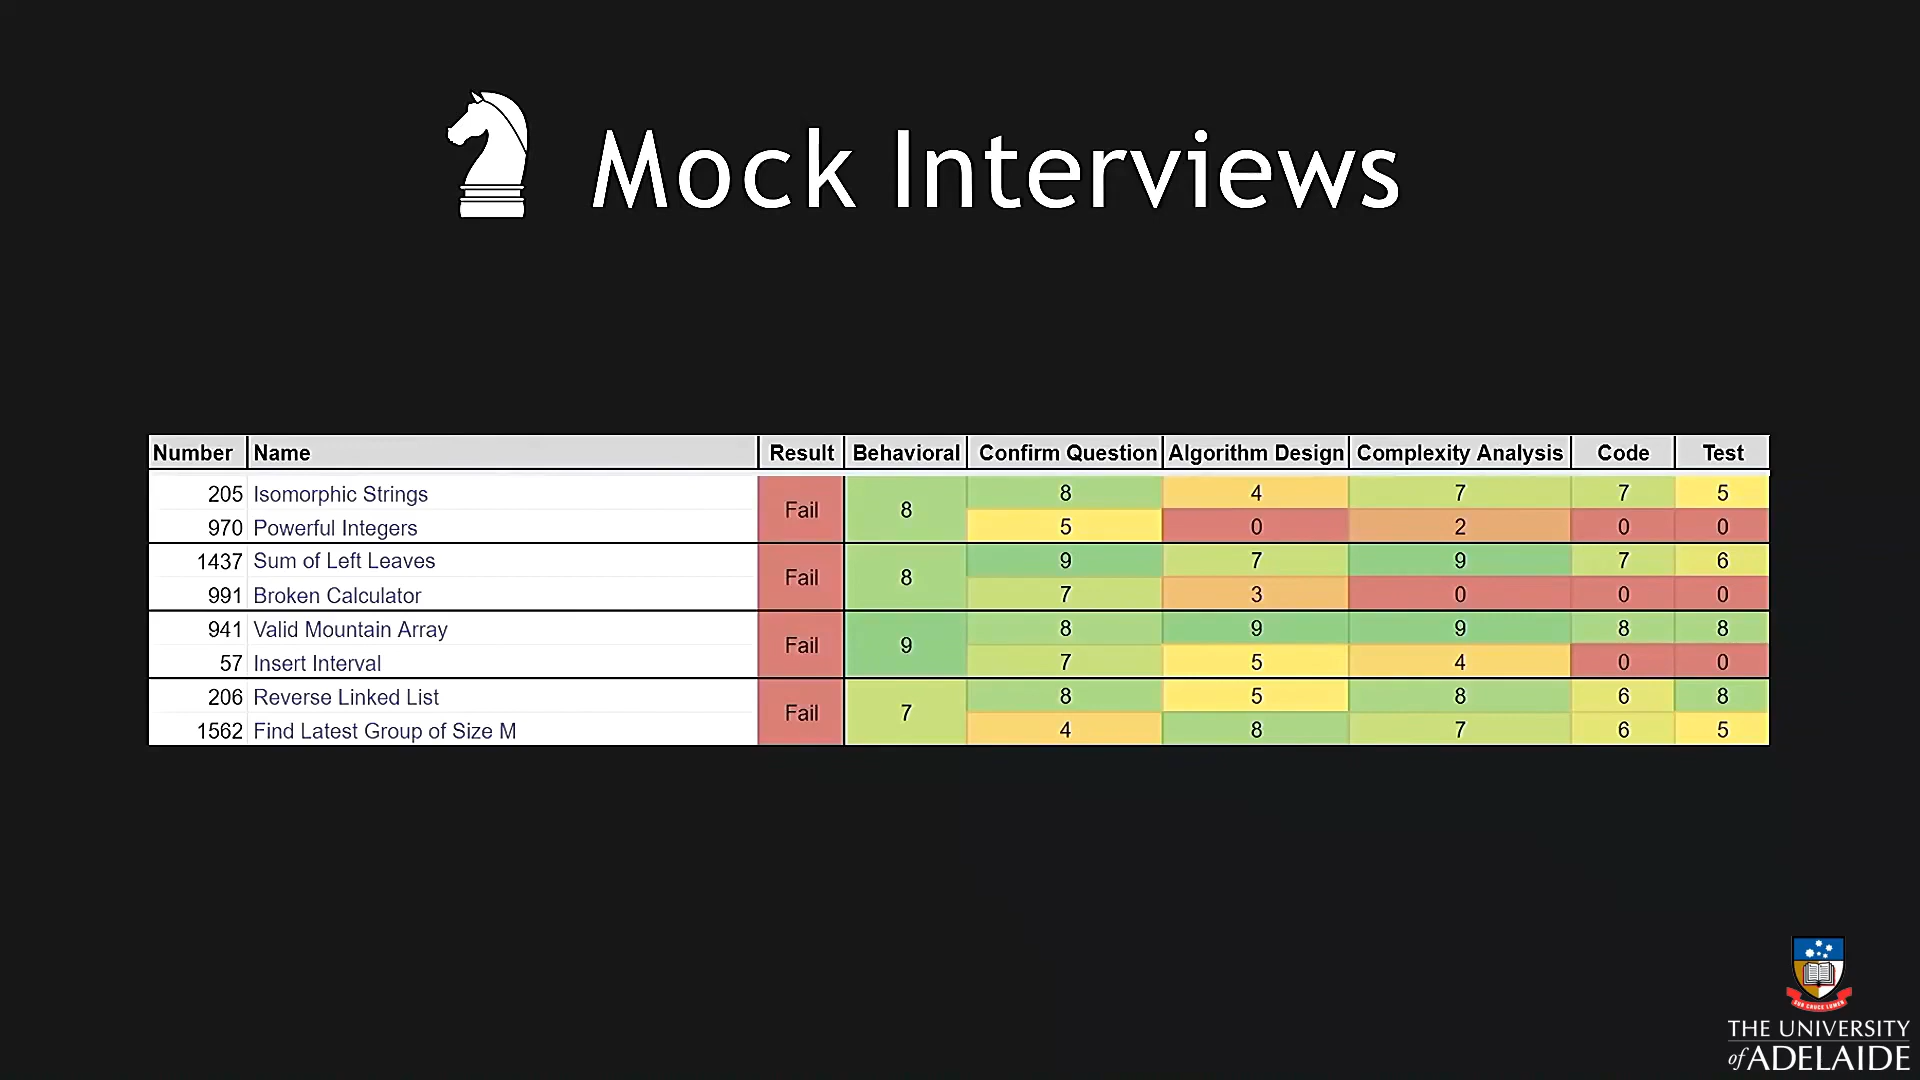 Mock Interviews
Number Name Result Behavioral Confirm Question Algorithm Design Complexity Analysis Code Test
205 Isomorphic Strings Fail 8 8 4 7 7 5
970 Powerful Integers 5 0 2 0 0
1437 Sum of Left Leaves Fail 8 9 7 9 7 6
991 Broken Calculator 7 3 0 0 0
941 Valid Mountain Array Fail 9 8 9 9 8 8
57 Insert Interval 7 5 4 0 0
206 Reverse Linked List Fail 7 8 5 8 6 8
1562 Find Latest Group of Size M 4 8 7 6 5
SUB CRUCE LUMEN
THE UNIVERSITY
of ADELAIDE